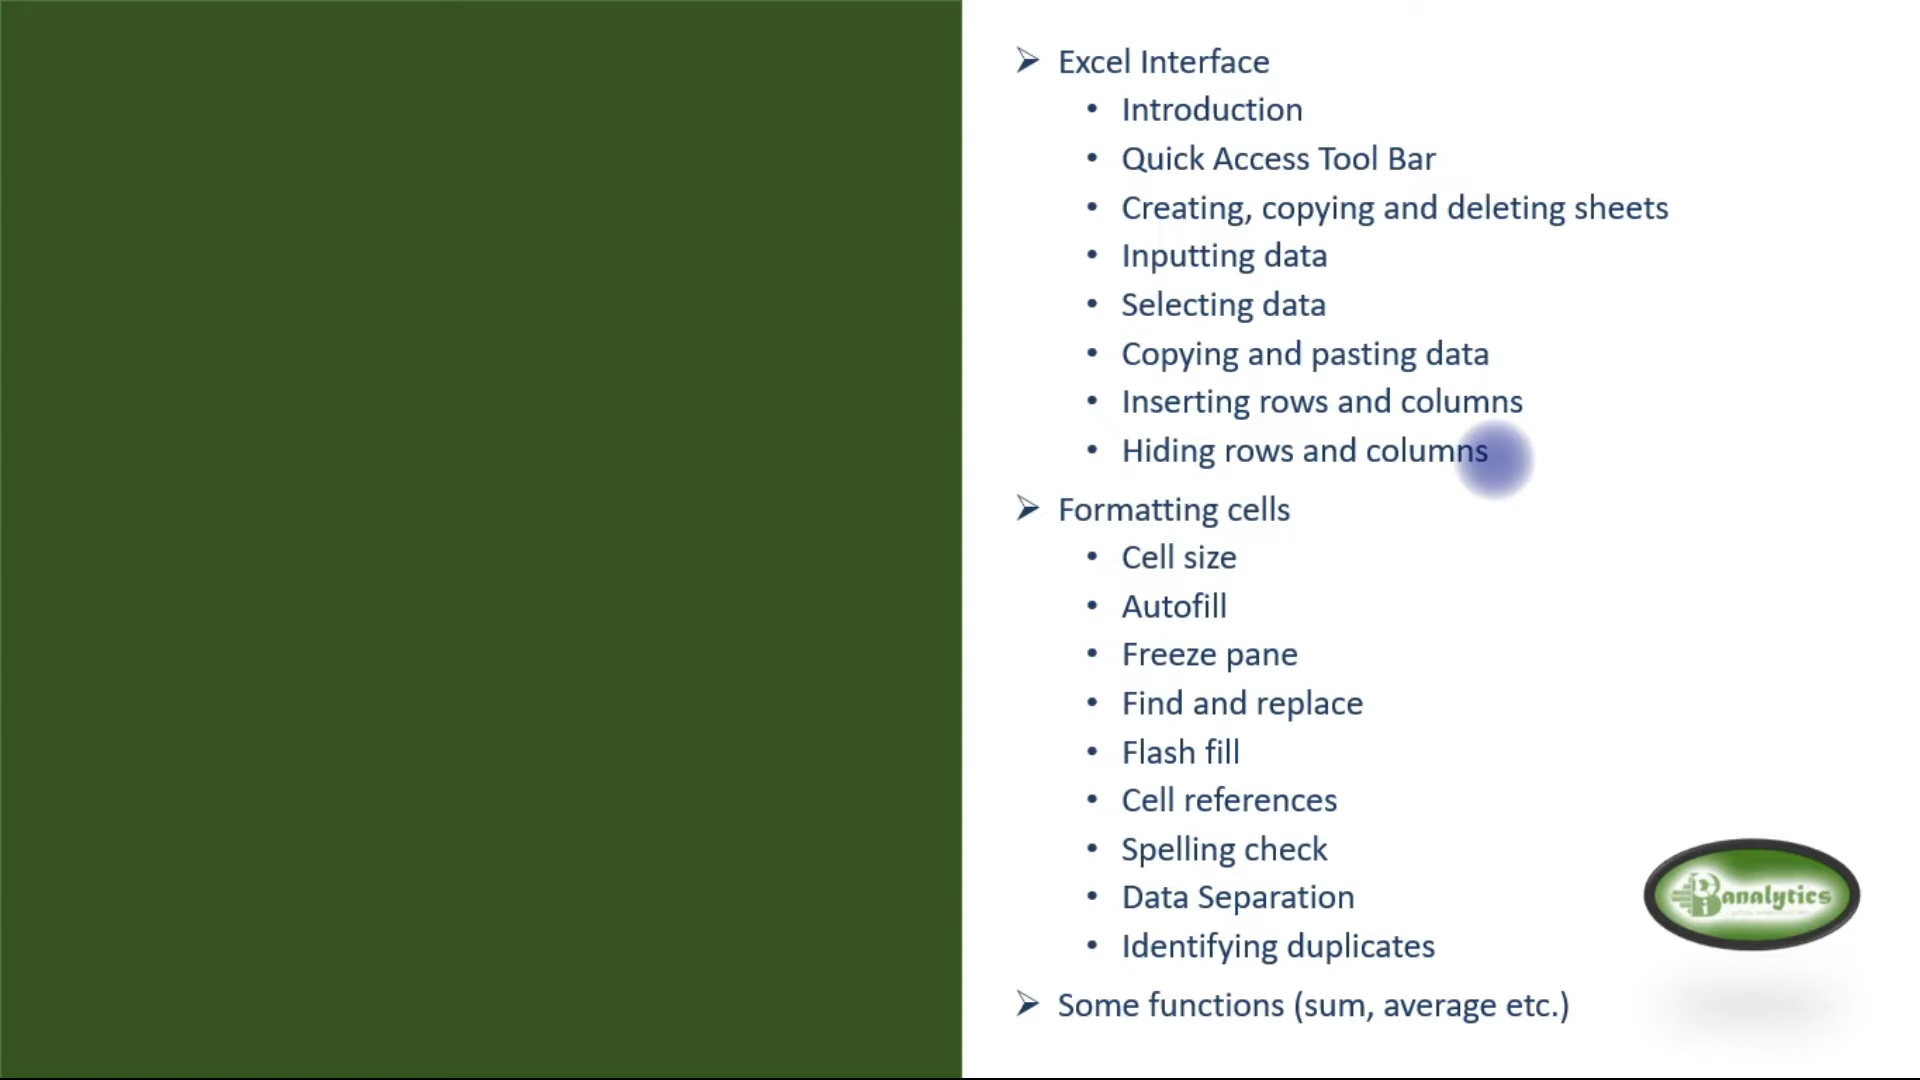 ➢ Excel Interface
• Introduction
• Quick Access Tool Bar
• Creating, copying and deleting sheets
• Inputting data
• Selecting data
• Copying and pasting data
• Inserting rows and columns
• Hiding rows and columns
➢ Formatting cells
• Cell size
• Autofill
• Freeze pane
• Find and replace
• Flash fill
• Cell references
• Spelling check
• Data Separation
• Identifying duplicates
analytics
➢ Some functions (sum, average etc.)